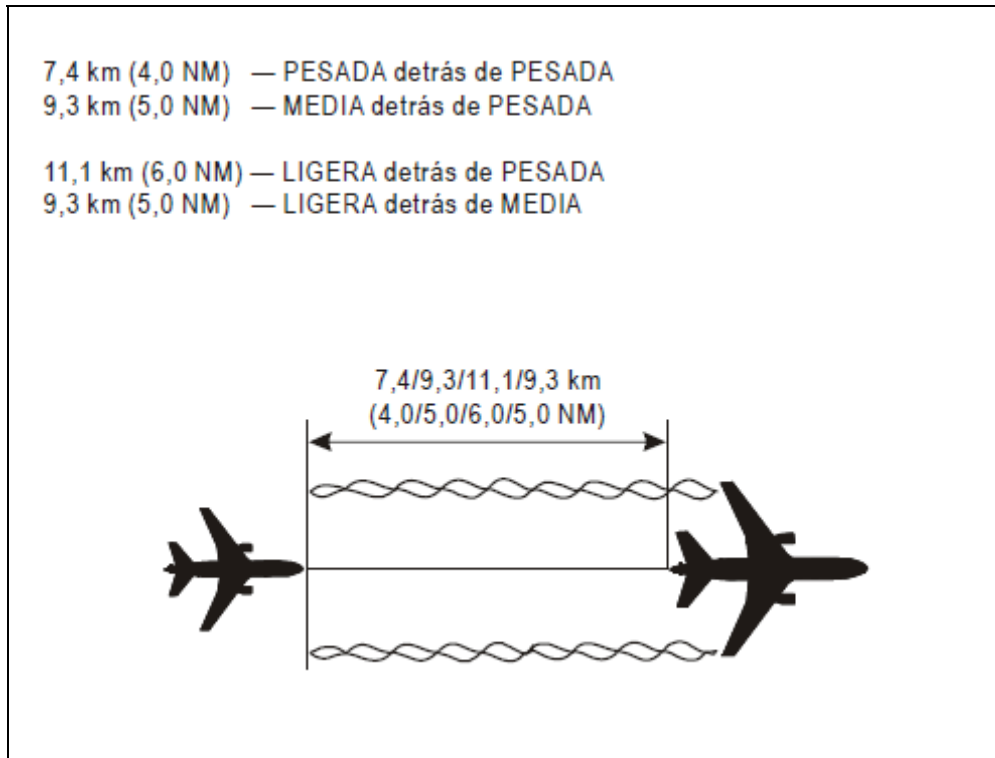 7,4 km (4,0 NM) — PESADA detrás de PESADA
9,3 km (5,0 NM) — MEDIA detrás de PESADA
11,1 km (6,0 NM) — LIGERA detrás de PESADA
9,3 km (5,0 NM) — LIGERA detrás de MEDIA
7,4/9,3/11,1/9,3 km
(4,0/5,0/6,0/5,0 NM)